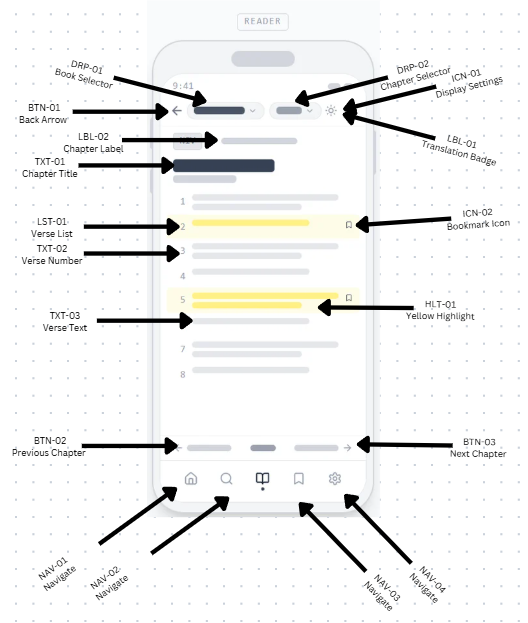 READER
DRP-01
Book Selector
DRP-02
Chapter Selector
ICN-01
Display Settings
9:41
BTN-01
Back Arrow
LBL-02
Chapter Label
LBL-01
Translation Badge
TXT-01
Chapter Title
1
LST-01
Verse List
2
ICN-02
Bookmark Icon
TXT-02
Verse Number
3
4
5
HLT-01
Yellow Highlight
TXT-03
Verse Text
7
8
BTN-02
Previous Chapter
BTN-03
Next Chapter
NAV-01
Navigate
NAV-02
Navigate
NAV-03
Navigate
NAV-04
Navigate